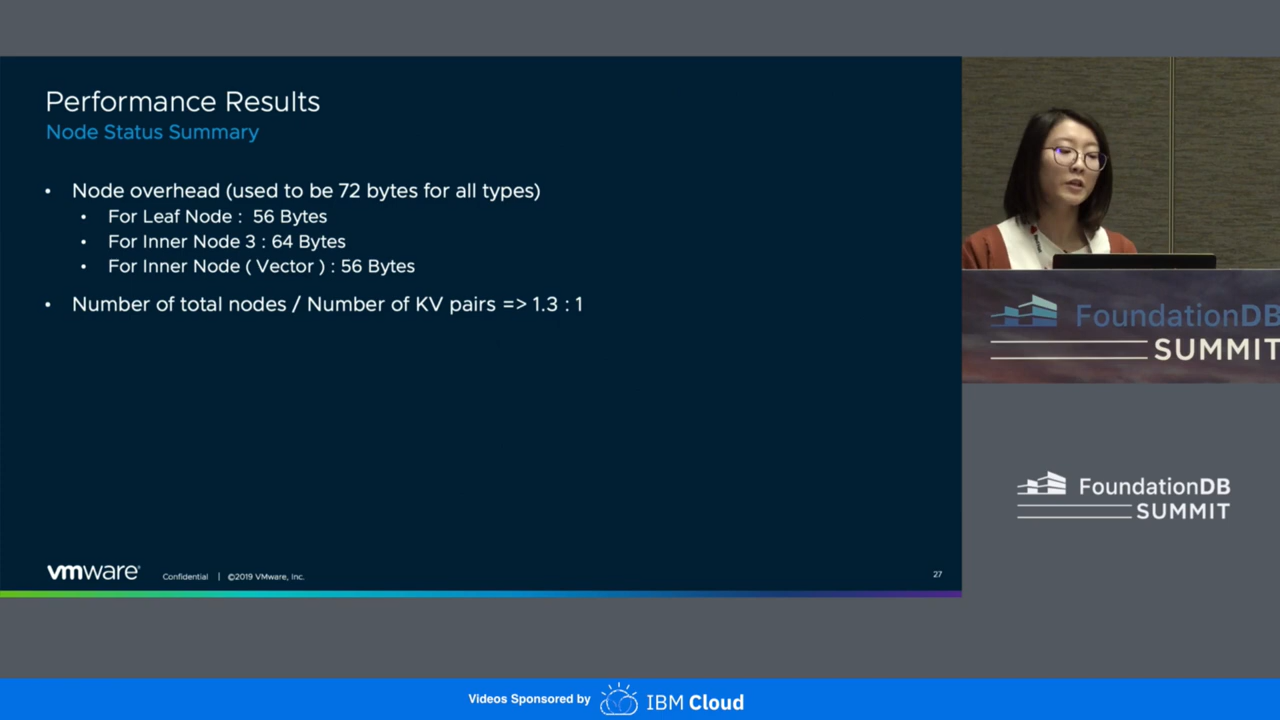 Performance Results
Node Status Summary
• Node overhead (used to be 72 bytes for all types)
• For Leaf Node : 56 Bytes
• For Inner Node 3 : 64 Bytes
• For Inner Node ( Vector ) : 56 Bytes
• Number of total nodes / Number of KV pairs => 1.3 : 1
vmware®
Confidential | ©2019 VMware, Inc.
27
FoundationDB
SUMMIT
FoundationDB
SUMMIT
Videos Sponsored by IBM Cloud